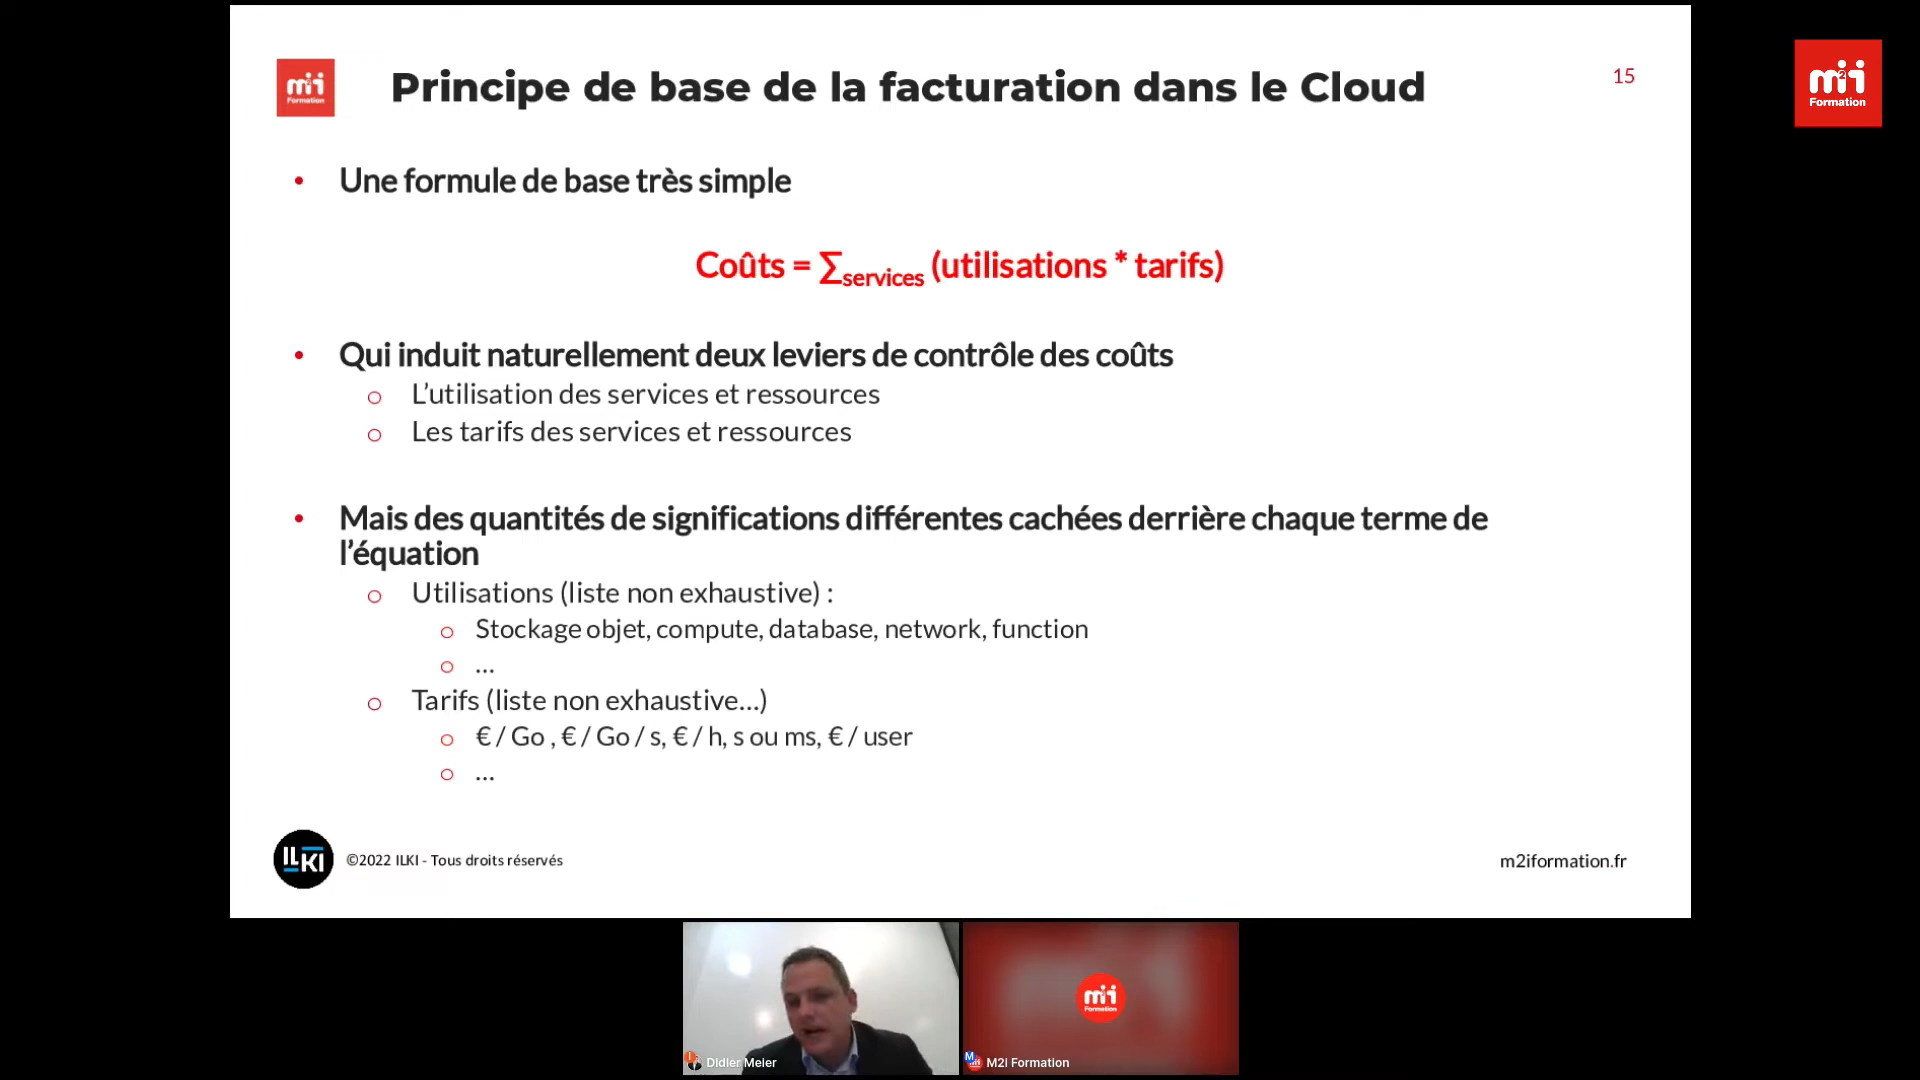 m2i
Formation
Principe de base de la facturation dans le Cloud
15
m2i
Formation
• Une formule de base très simple
Coûts = ∑services (utilisations * tarifs)
• Qui induit naturellement deux leviers de contrôle des coûts
o L’utilisation des services et ressources
o Les tarifs des services et ressources
• Mais des quantités de significations différentes cachées derrière chaque terme de
l’équation
o Utilisations (liste non exhaustive) :
o Stockage objet, compute, database, network, function
o ...
o Tarifs (liste non exhaustive...)
o € / Go , € / Go / s, € / h, s ou ms, € / user
o ...
ILKI
©2022 ILKI - Tous droits réservés
m2iformation.fr
m2i
Formation
Didier Meier
M
M2i Formation